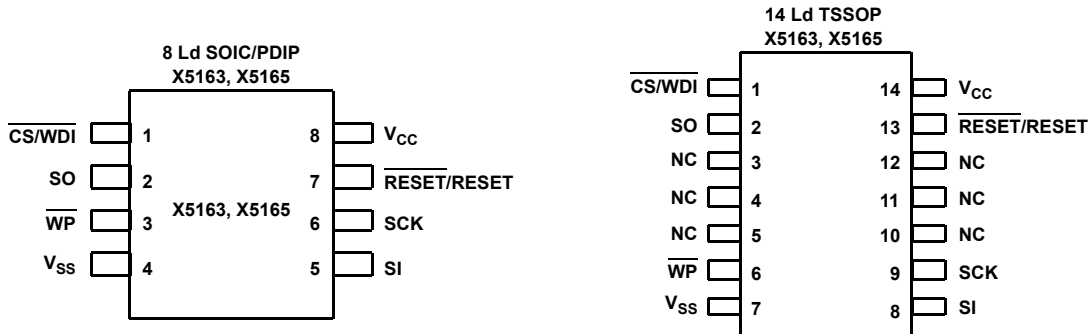 8 Ld SOIC/PDIP
X5163, X5165
CS/WDI 1 8 VCC
SO 2 7 RESET/RESET
X5163, X5165
WP 3 6 SCK
VSS 4 5 SI
14 Ld TSSOP
X5163, X5165
CS/WDI 1 14 VCC
SO 2 13 RESET/RESET
NC 3 12 NC
NC 4 11 NC
NC 5 10 NC
WP 6 9 SCK
VSS 7 8 SI